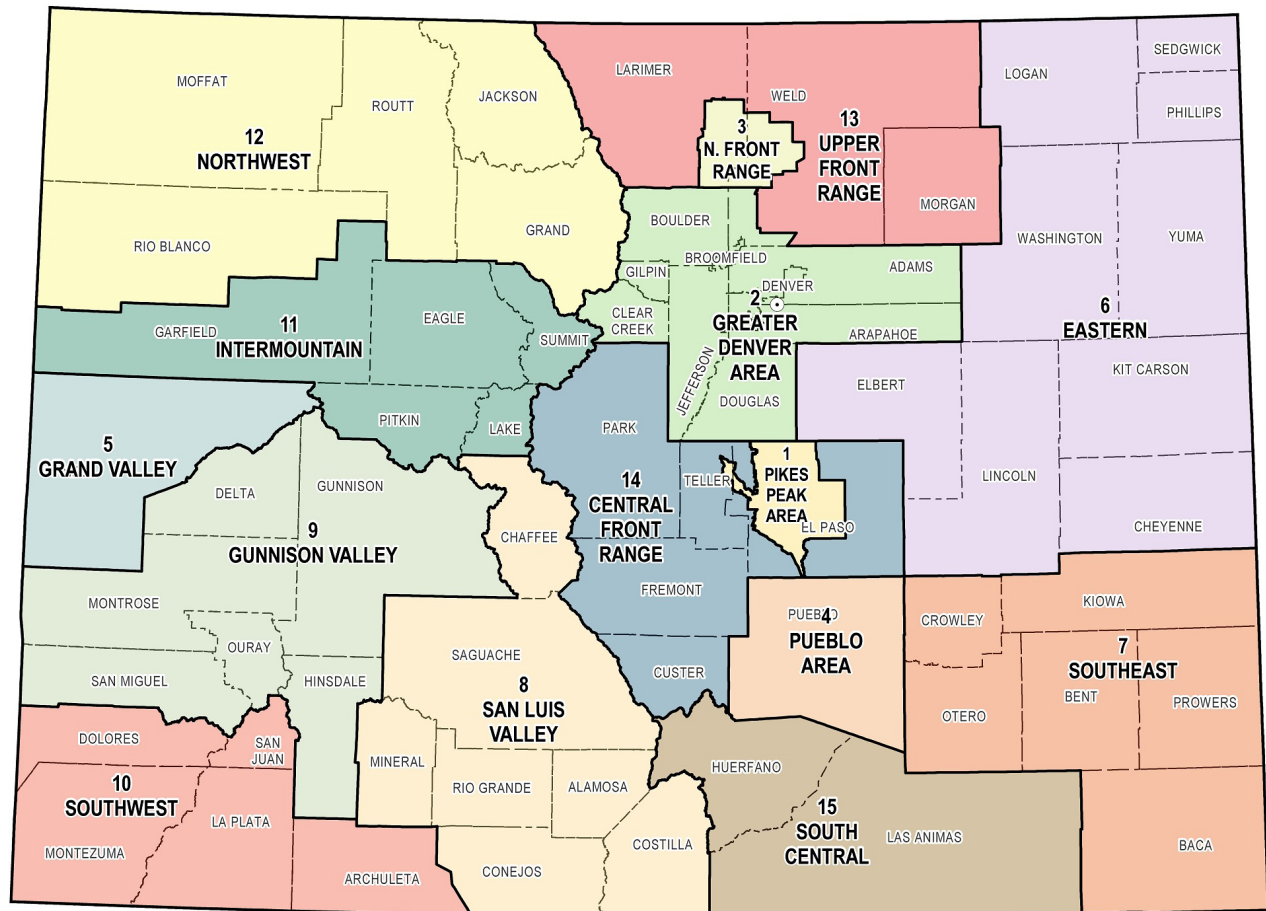 MOFFAT
ROUTT
JACKSON
12
NORTHWEST
RIO BLANCO
GRAND
LARIMER
WELD
3
N. FRONT
RANGE
13
UPPER
FRONT
RANGE
MORGAN
LOGAN
SEDGWICK
PHILLIPS
WASHINGTON
YUMA
6
EASTERN
KIT CARSON
ELBERT
LINCOLN
CHEYENNE
BOULDER
BROOMFIELD
GILPIN
ADAMS
DENVER
CLEAR
CREEK
2
GREATER
DENVER
AREA
ARAPAHOE
JEFFERSON
DOUGLAS
GARFIELD
11
INTERMOUNTAIN
EAGLE
SUMMIT
PITKIN
LAKE
5
GRAND VALLEY
DELTA
GUNNISON
9
GUNNISON VALLEY
MONTROSE
OURAY
SAN MIGUEL
HINSDALE
PARK
TELLER
14
CENTRAL
FRONT
RANGE
1
PIKES
PEAK
AREA
EL PASO
FREMONT
CUSTER
CHAFFEE
SAGUACHE
8
SAN LUIS
VALLEY
MINERAL
RIO GRANDE
ALAMOSA
CONEJOS
COSTILLA
PUEBLO
4
PUEBLO
AREA
CROWLEY
KIOWA
7
SOUTHEAST
OTERO
BENT
PROWERS
BACA
DOLORES
SAN
JUAN
10
SOUTHWEST
LA PLATA
MONTEZUMA
ARCHULETA
HUERFANO
15
SOUTH
CENTRAL
LAS ANIMAS